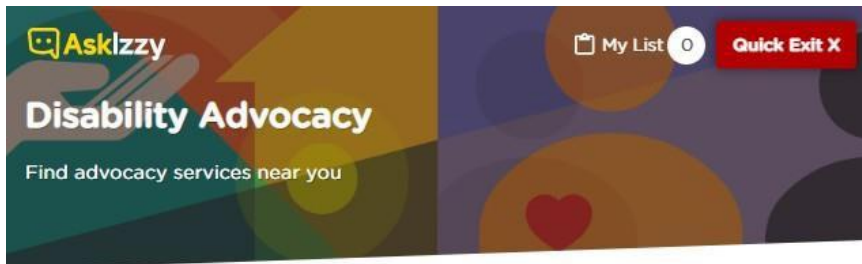 AskIzzy
My List 0
Quick Exit X
Disability Advocacy
Find advocacy services near you